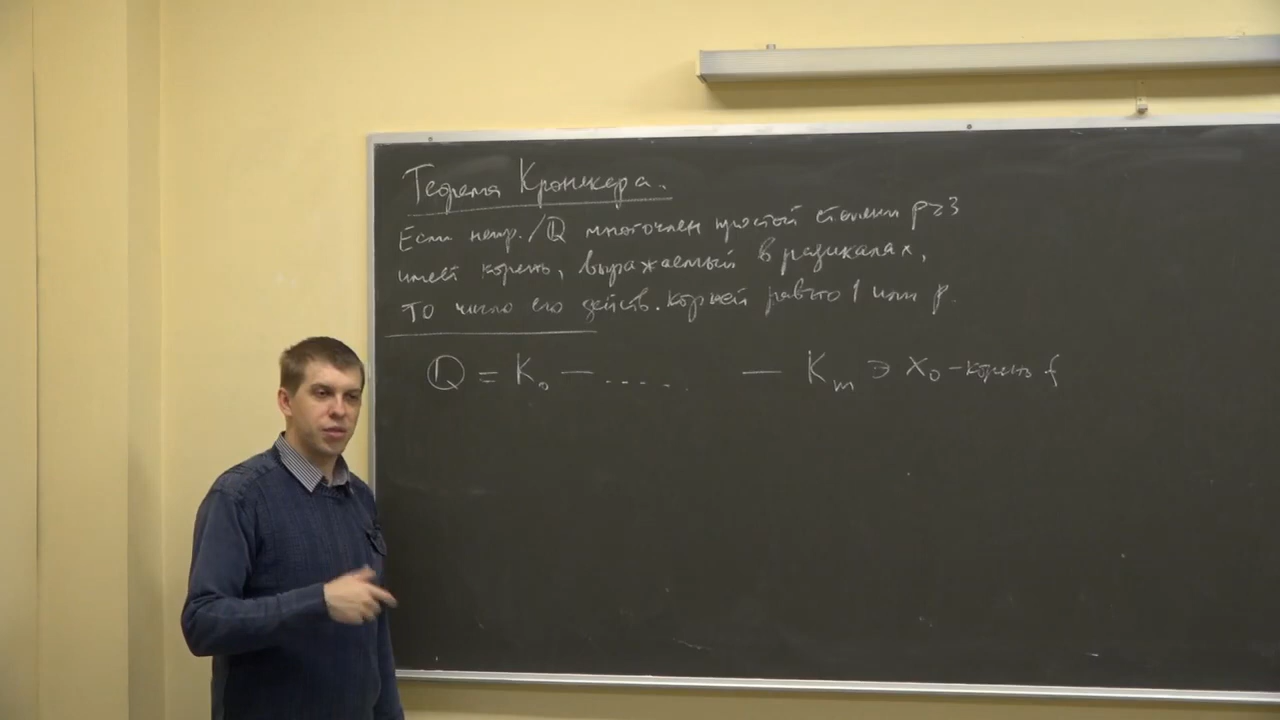 Теорема Кронекера.
Если непр. /ℚ многочлен простой степени p≥3
имеет корень, выражаемый в радикалах,
то число его действ. корней равно 1 или p.
ℚ = K₀ — ...... — Kₘ ∋ x₀ – корень f